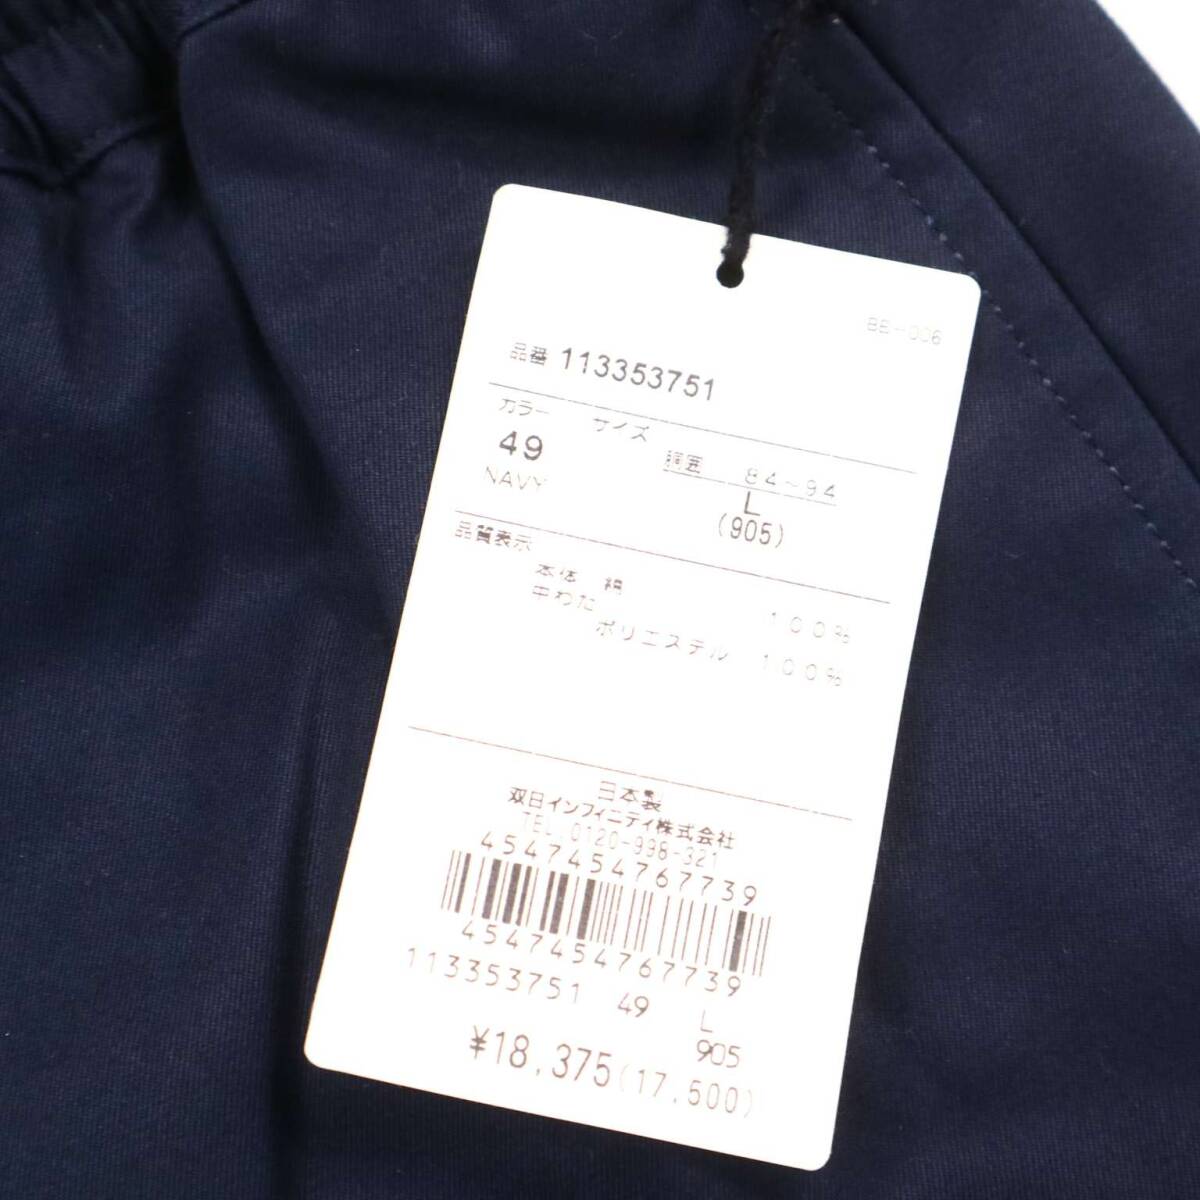 BB-006
品番 113353751
カラー サイズ
49 胴囲 84~94
NAVY L
(905)
品質表示
本体 綿 100%
中わた
ポリエステル 100%
日本製
双日インフィニティ株式会社
TEL.0120-998-321
4547454767739
4547454767739
113353751 49 L
905
¥18,375(17,500)